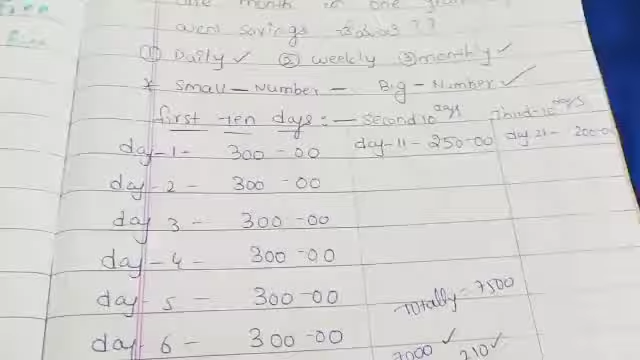 one month in one gram
① Daily ✓ ② weekly ③ monthly ✓
* Small - Number - Big - Number ✓
first ten days :- Second 10 days Third-10 days
day-1- 300-00 day-11-250-00 day 21- 200-00
day-2- 300-00
day 3- 300-00
day-4- 300-00
day-5- 300-00 Totally = 7500
day 6- 300-00 7000 ✓ 210 ✓